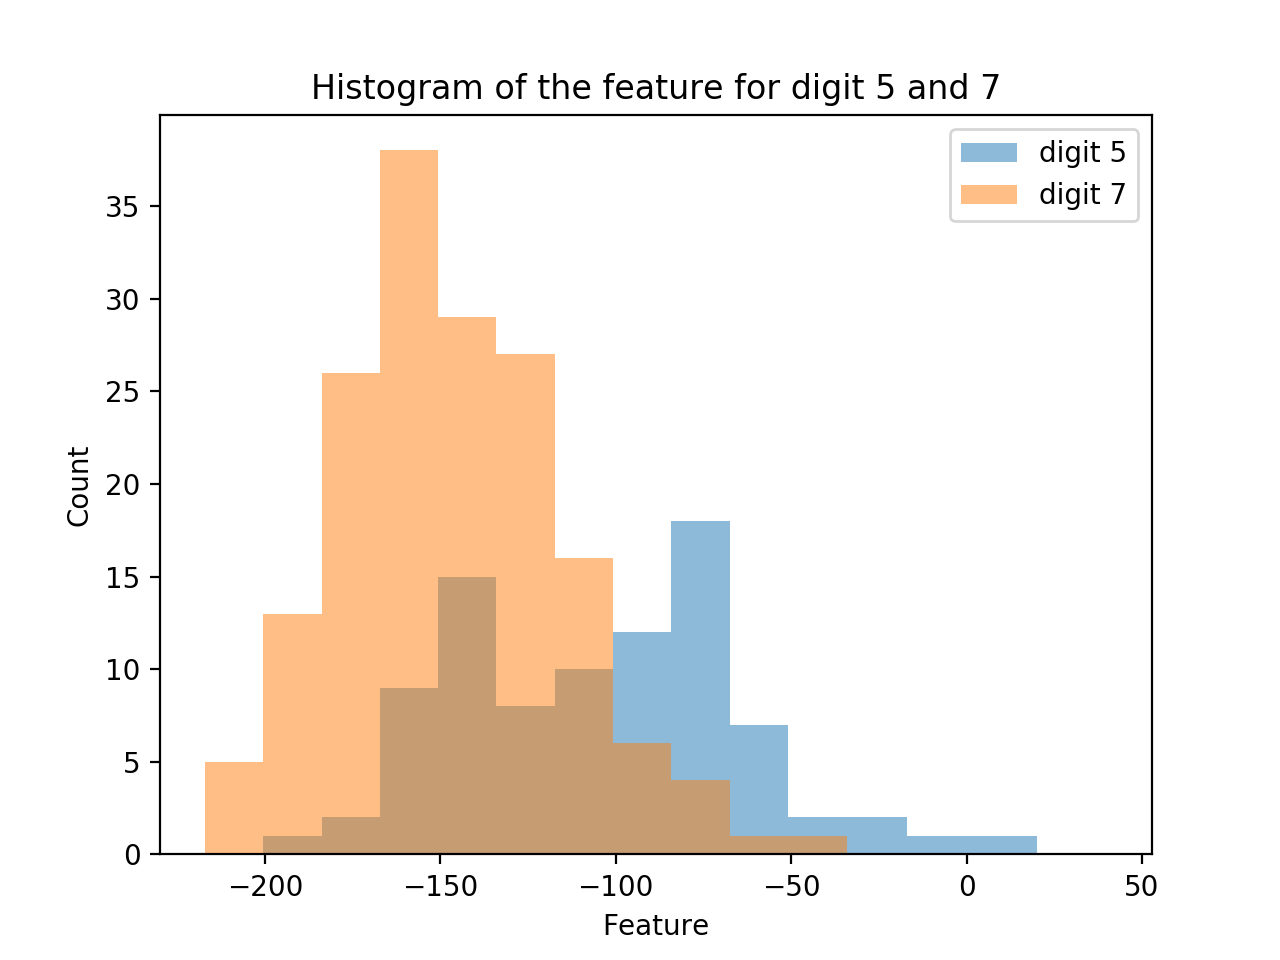 Histogram of the feature for digit 5 and 7
digit 5
digit 7
35
30
25
20
15
10
5
0
Count
−200
−150
−100
−50
0
50
Feature